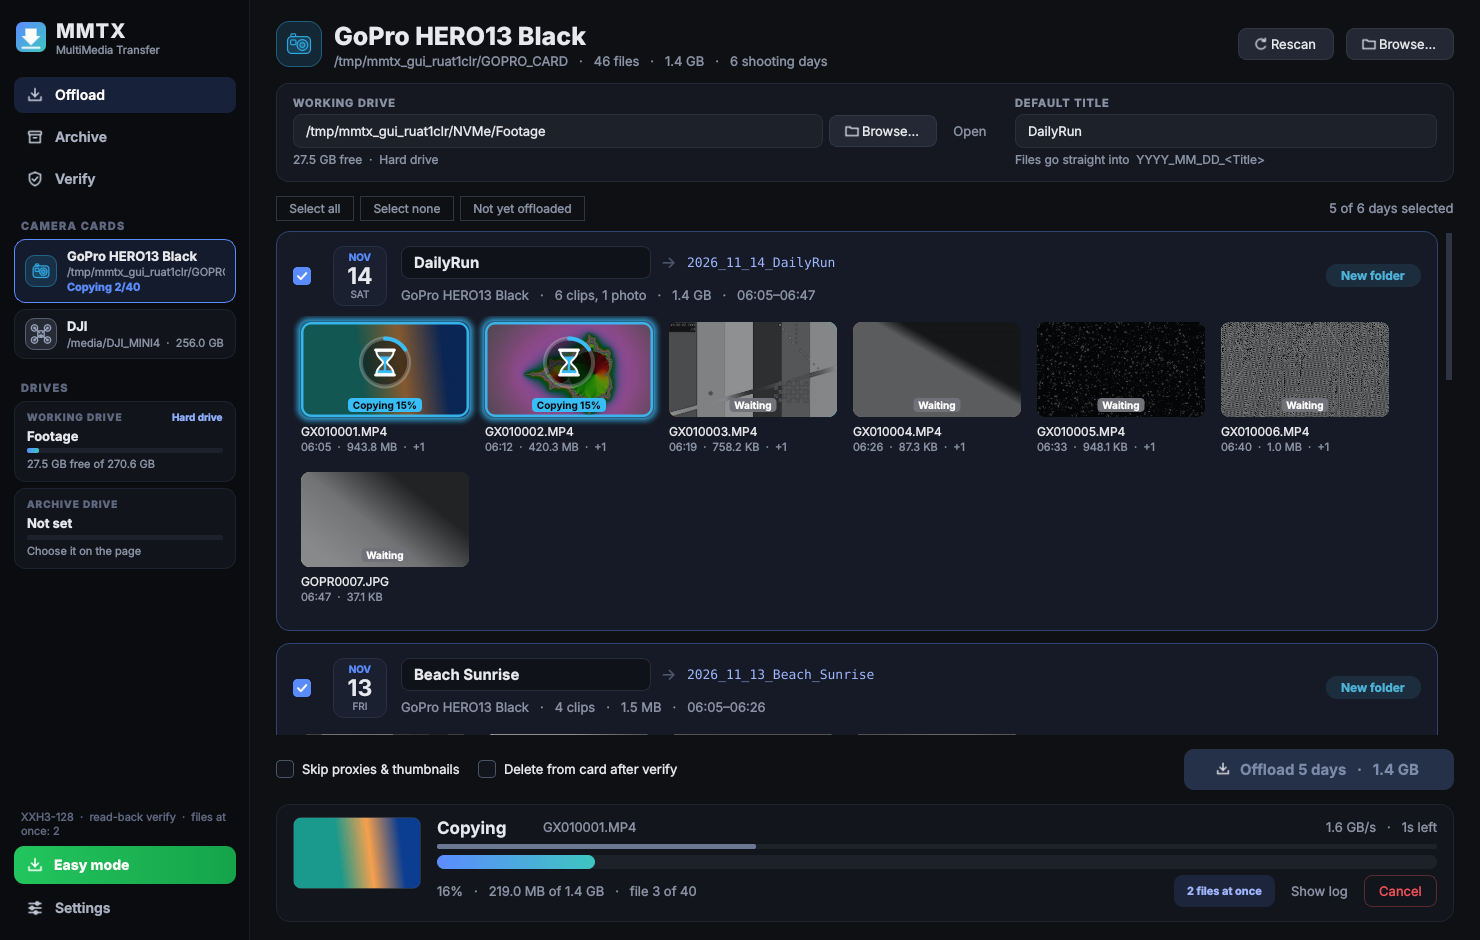 MMTX
MultiMedia Transfer
Offload
Archive
Verify
CAMERA CARDS
GoPro HERO13 Black
/tmp/mmtx_gui_ruat1clr/GOPR
Copying 2/40
DJI
/media/DJI_MINI4 · 256.0 GB
DRIVES
WORKING DRIVE Hard drive
Footage
27.5 GB free of 270.6 GB
ARCHIVE DRIVE
Not set
Choose it on the page
XXH3-128 · read-back verify · files at
once: 2
Easy mode
Settings
GoPro HERO13 Black
/tmp/mmtx_gui_ruat1clr/GOPRO_CARD · 46 files · 1.4 GB · 6 shooting days
Rescan
Browse...
WORKING DRIVE
/tmp/mmtx_gui_ruat1clr/NVMe/Footage
Browse...
Open
27.5 GB free · Hard drive
DEFAULT TITLE
DailyRun
Files go straight into YYYY_MM_DD_<Title>
Select all
Select none
Not yet offloaded
5 of 6 days selected
NOV
14
SAT
DailyRun
→ 2026_11_14_DailyRun
GoPro HERO13 Black · 6 clips, 1 photo · 1.4 GB · 06:05–06:47
New folder
Copying 15%
GX010001.MP4
06:05 · 943.8 MB · +1
Copying 15%
GX010002.MP4
06:12 · 420.3 MB · +1
Waiting
GX010003.MP4
06:19 · 758.2 KB · +1
Waiting
GX010004.MP4
06:26 · 87.3 KB · +1
Waiting
GX010005.MP4
06:33 · 948.1 KB · +1
Waiting
GX010006.MP4
06:40 · 1.0 MB · +1
Waiting
GOPR0007.JPG
06:47 · 37.1 KB
NOV
13
FRI
Beach Sunrise
→ 2026_11_13_Beach_Sunrise
GoPro HERO13 Black · 4 clips · 1.5 MB · 06:05–06:26
New folder
Skip proxies & thumbnails
Delete from card after verify
Offload 5 days · 1.4 GB
Copying GX010001.MP4
1.6 GB/s · 1s left
16% · 219.0 MB of 1.4 GB · file 3 of 40
2 files at once
Show log
Cancel